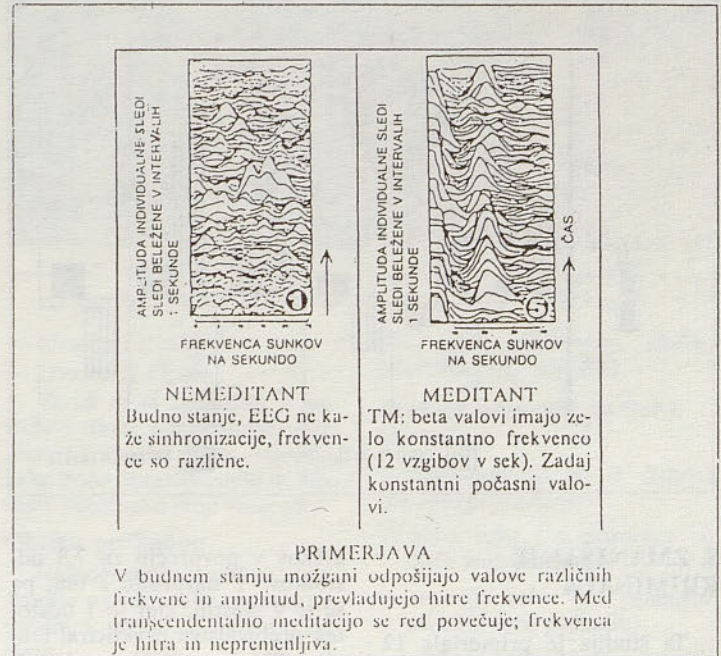 AMPLITUDA INDIVIDUALNE SLEDI
SLEDI BELEŽENE V INTERVALIH
1 SEKUNDE
1
FREKVENCA SUNKOV
NA SEKUNDO
NEMEDITANT
Budno stanje, EEG ne ka-
že sinhronizacije, frekven-
ce so različne.
AMPLITUDA INDIVIDUALNE SLEDI
SLEDI BELEŽENE V INTERVALIH
1 SEKUNDE
5
ČAS
FREKVENCA SUNKOV
NA SEKUNDO
MEDITANT
TM: beta valovi imajo ze-
lo konstantno frekvenco
(12 vzgibov v sek). Zadaj
konstantni počasni valo-
vi.
PRIMERJAVA
V budnem stanju možgani odpošijajo valove različnih
frekvenc in amplitud, prevladujejo hitre frekvence. Med
transcendentalno meditacijo se red povečuje; frekvenca
je hitra in nepremenljiva.